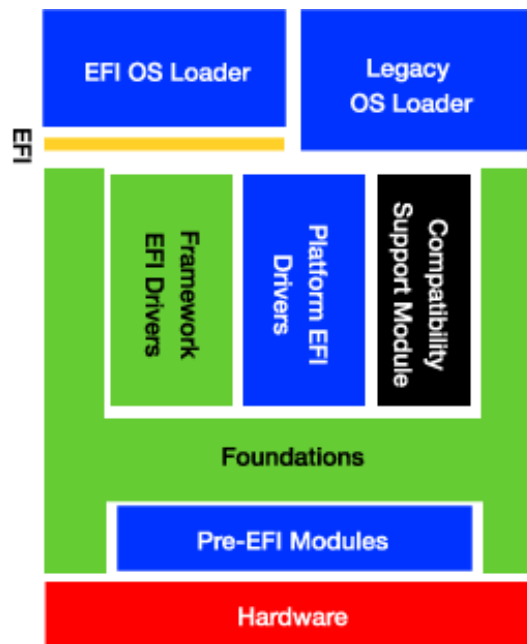 EFI OS Loader
Legacy
OS Loader
EFI
Framework
EFI Drivers
Platform EFI
Drivers
Compatibility
Support Module
Foundations
Pre-EFI Modules
Hardware